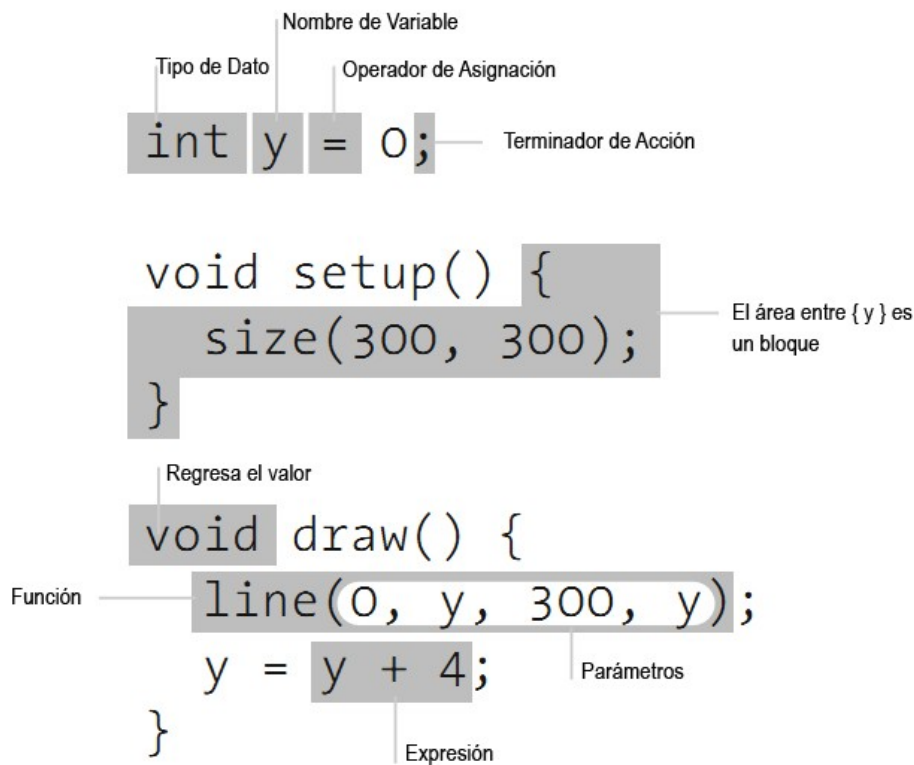 Nombre de Variable
Tipo de Dato
Operador de Asignación
int y = 0;
Terminador de Acción
void setup() {
size(300, 300);
}
El área entre { y } es
un bloque
Regresa el valor
void draw() {
Función
line(0, y, 300, y);
y = y + 4;
Parámetros
}
Expresión